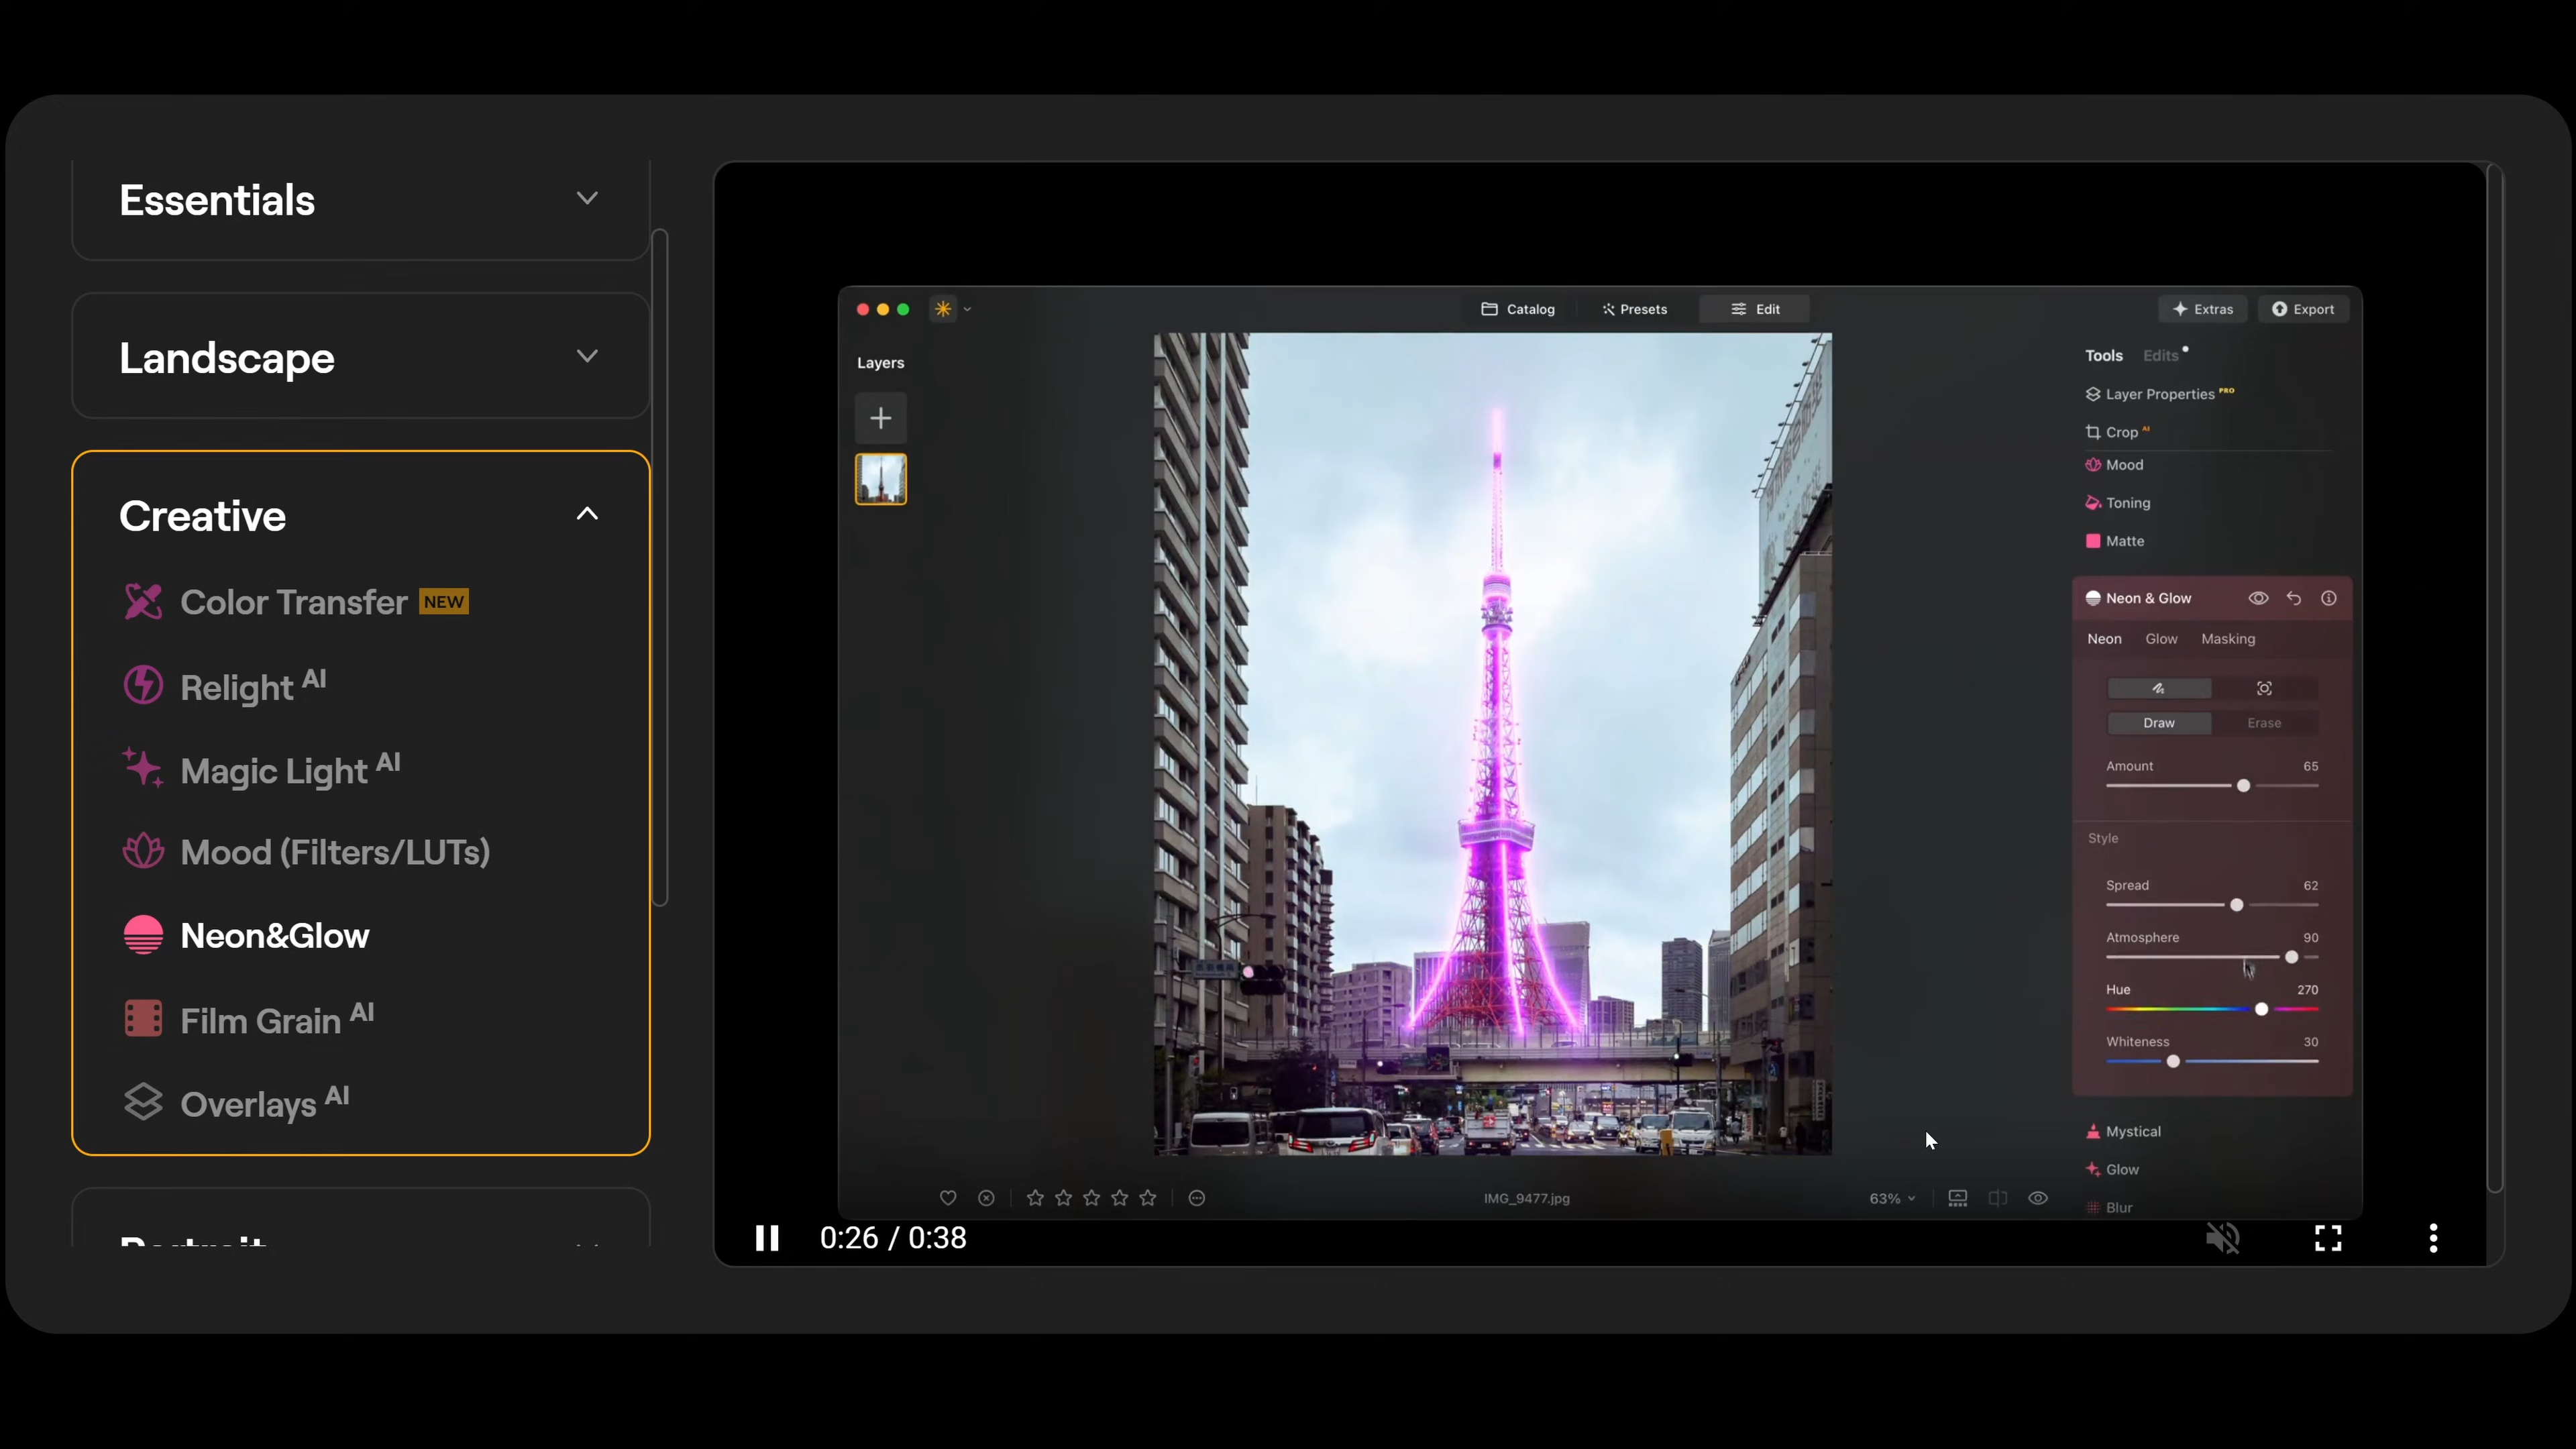 Essentials
Landscape
Creative
Color Transfer NEW
Relight AI
Magic Light AI
Mood (Filters/LUTs)
Neon&Glow
Film Grain AI
Overlays AI
Portrait
Catalog
Presets
Edit
Extras
Export
Layers
Tools Edits
Layer Properties PRO
Crop AI
Mood
Toning
Matte
Neon & Glow
Neon Glow Masking
Draw Erase
Amount 65
Style
Spread 62
Atmosphere 90
Hue 270
Whiteness 30
Mystical
Glow
Blur
IMG_9477.jpg
63%
0:26 / 0:38